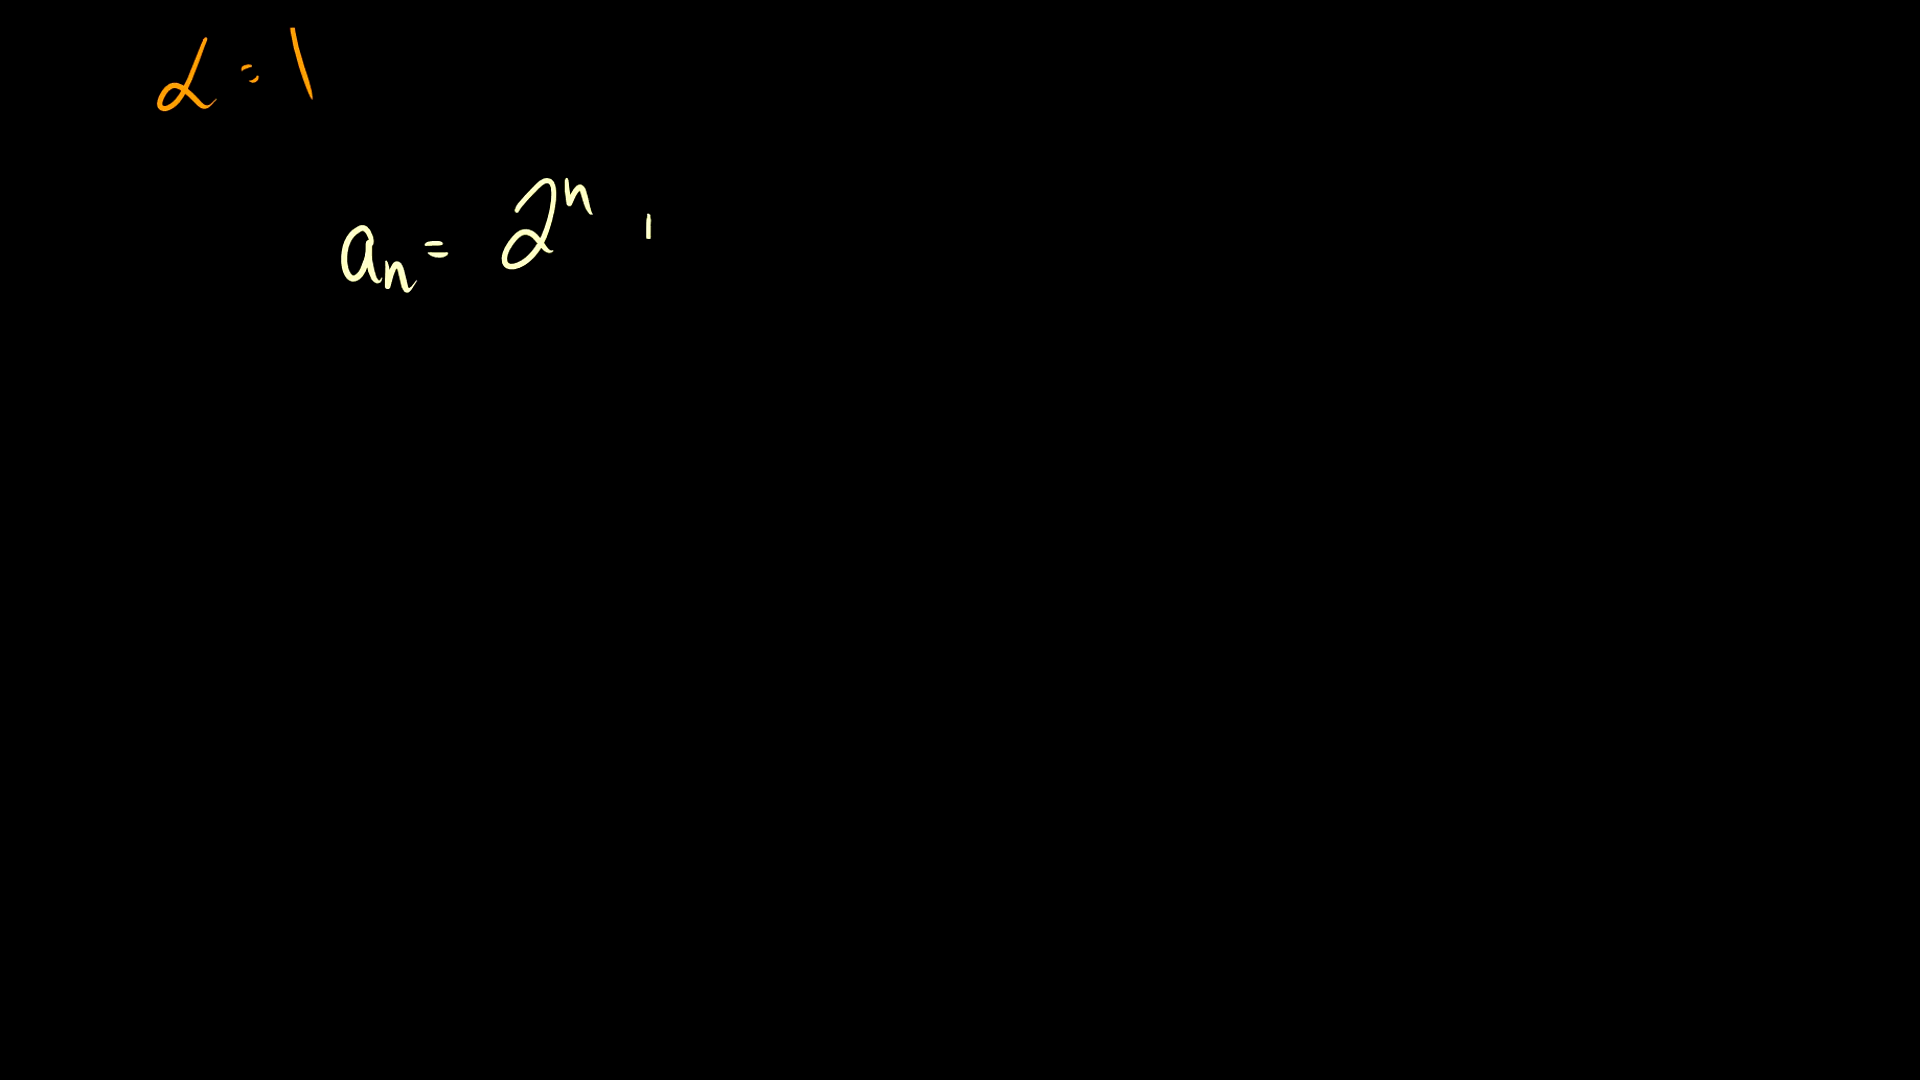 α = 1
aₙ = 2ⁿ